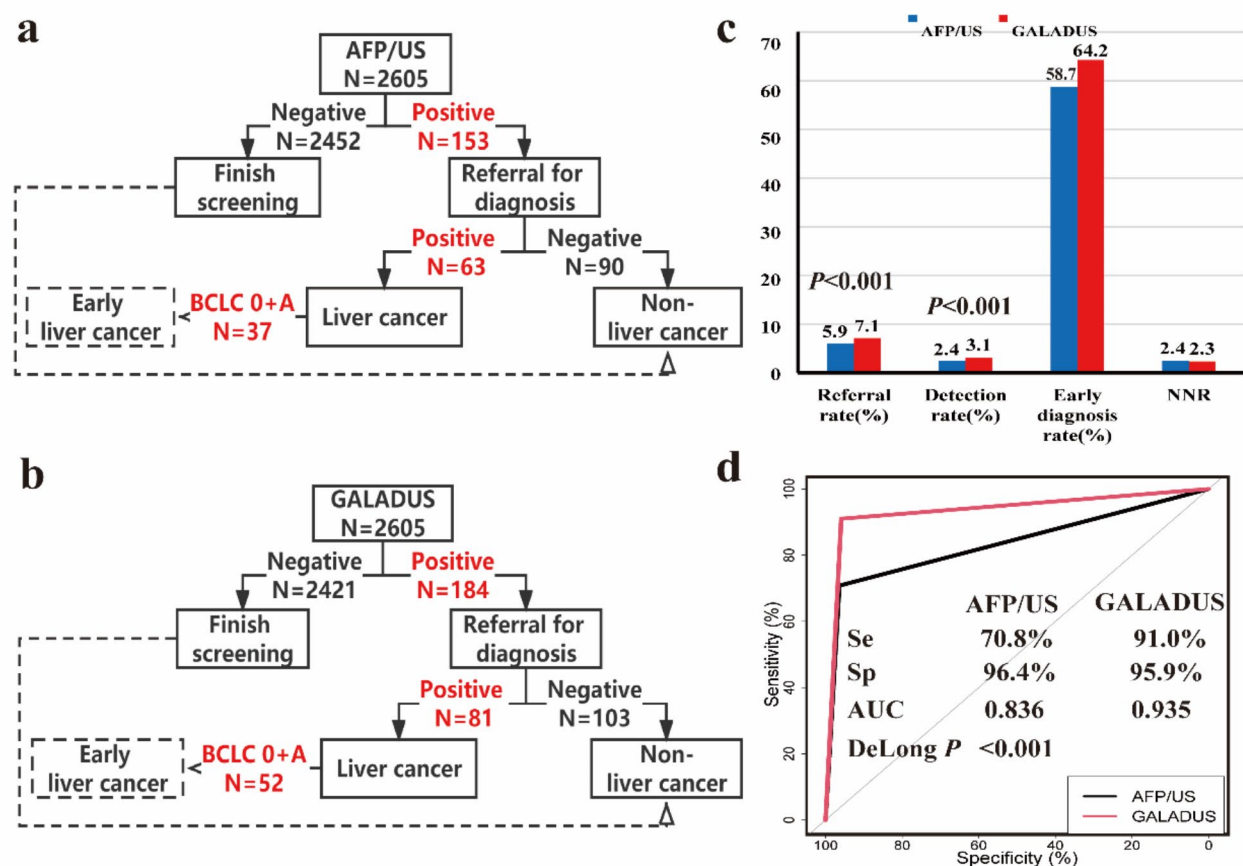 a
AFP/US
N=2605
Negative
N=2452
Positive
N=153
Finish
screening
Referral for
diagnosis
Positive
N=63
Negative
N=90
Early
liver cancer
BCLC 0+A
N=37
Liver cancer
Non-
liver cancer
b
GALADUS
N=2605
Negative
N=2421
Positive
N=184
Finish
screening
Referral for
diagnosis
Positive
N=81
Negative
N=103
Early
liver cancer
BCLC 0+A
N=52
Liver cancer
Non-
liver cancer
c
AFP/US GALADUS
70
60
50
40
30
20
10
0
P<0.001
P<0.001
5.9 7.1
2.4 3.1
58.7 64.2
2.4 2.3
Referral
rate(%)
Detection
rate(%)
Early
diagnosis
rate(%)
NNR
d
Sensitivity (%)
100
80
60
40
20
0
AFP/US GALADUS
Se 70.8% 91.0%
Sp 96.4% 95.9%
AUC 0.836 0.935
DeLong P <0.001
AFP/US
GALADUS
100 80 60 40 20 0
Specificity (%)